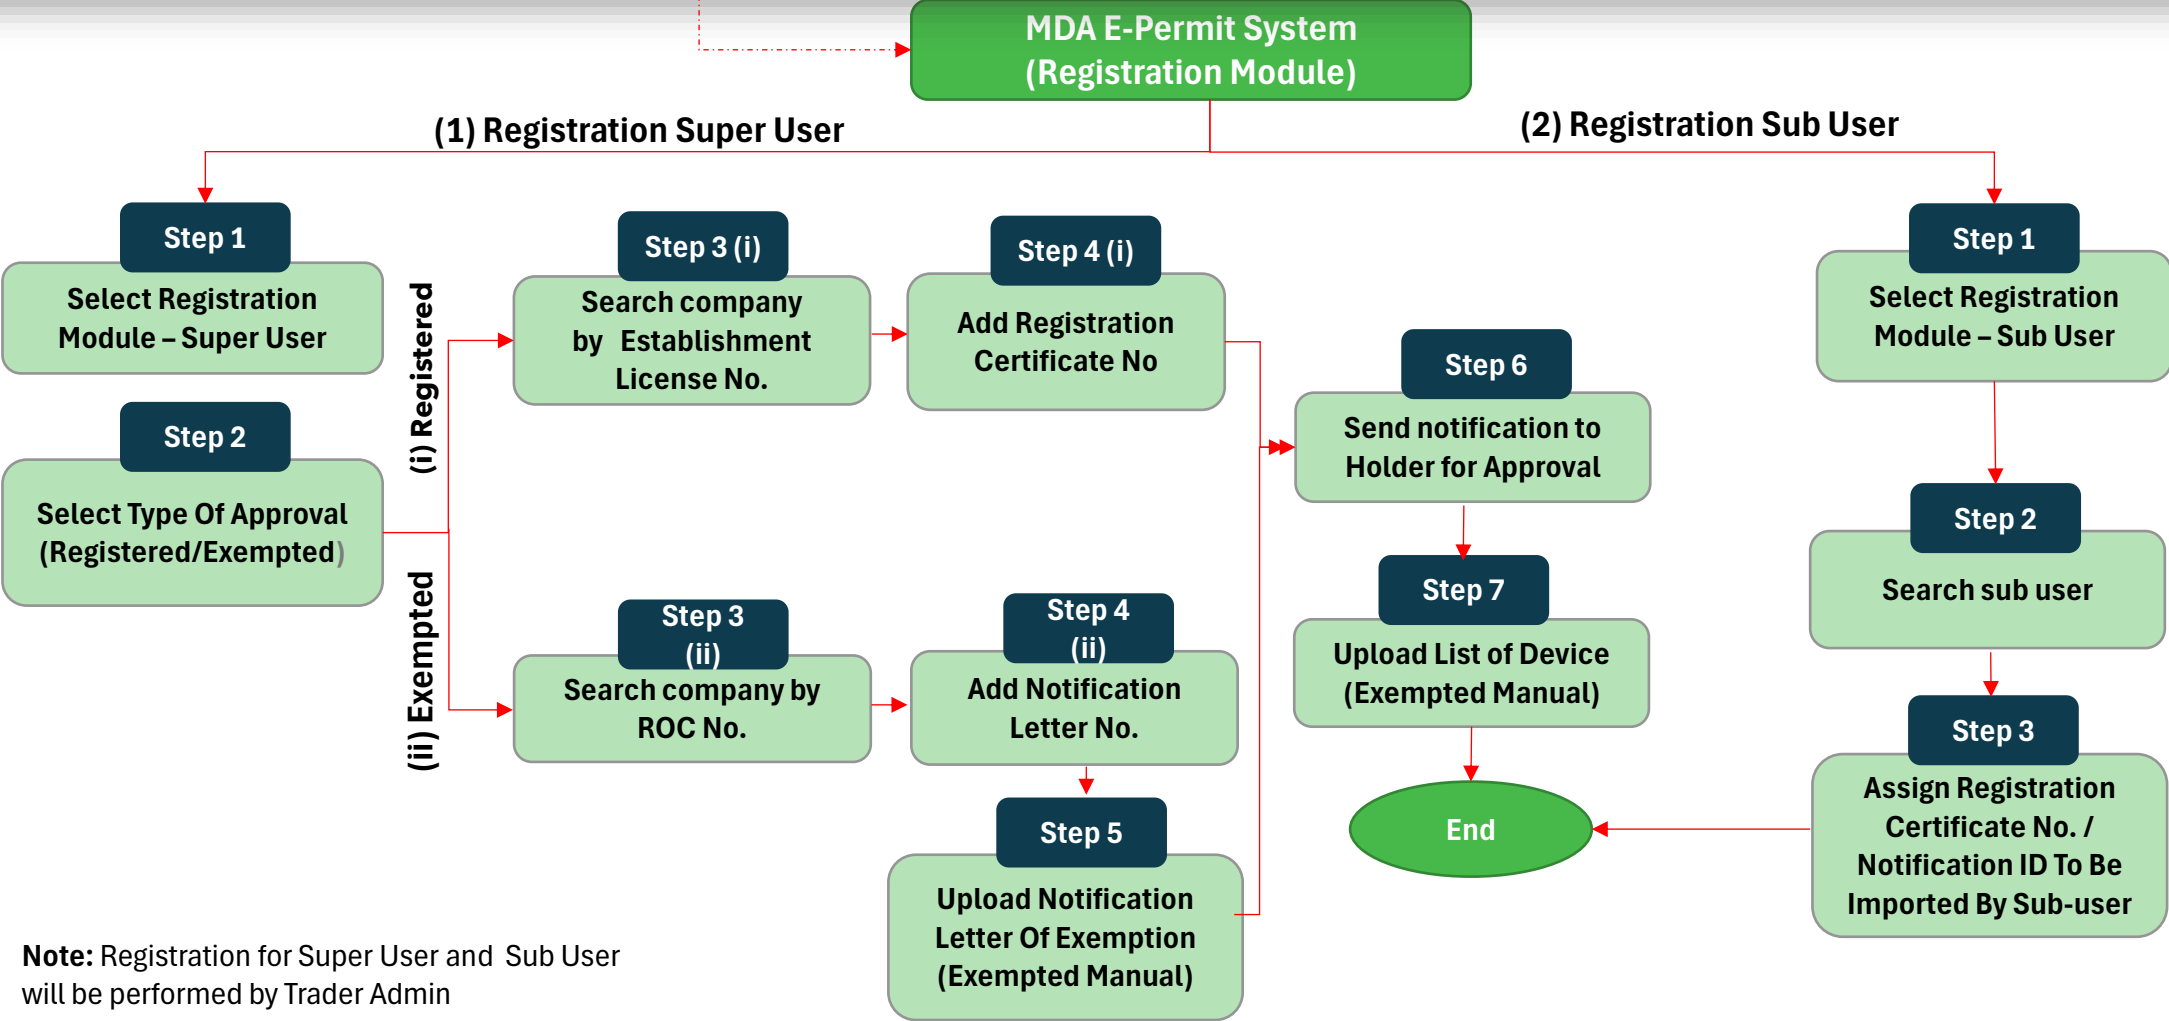 MDA E-Permit System
(Registration Module)
(1) Registration Super User
(2) Registration Sub User
Step 1
Select Registration
Module – Super User
Step 2
Select Type Of Approval
(Registered/Exempted)
(i) Registered
(ii) Exempted
Step 3 (i)
Search company
by Establishment
License No.
Step 4 (i)
Add Registration
Certificate No
Step 3
(ii)
Search company by
ROC No.
Step 4
(ii)
Add Notification
Letter No.
Step 5
Upload Notification
Letter Of Exemption
(Exempted Manual)
Step 6
Send notification to
Holder for Approval
Step 7
Upload List of Device
(Exempted Manual)
End
Step 1
Select Registration
Module – Sub User
Step 2
Search sub user
Step 3
Assign Registration
Certificate No. /
Notification ID To Be
Imported By Sub-user
Note: Registration for Super User and Sub User
will be performed by Trader Admin